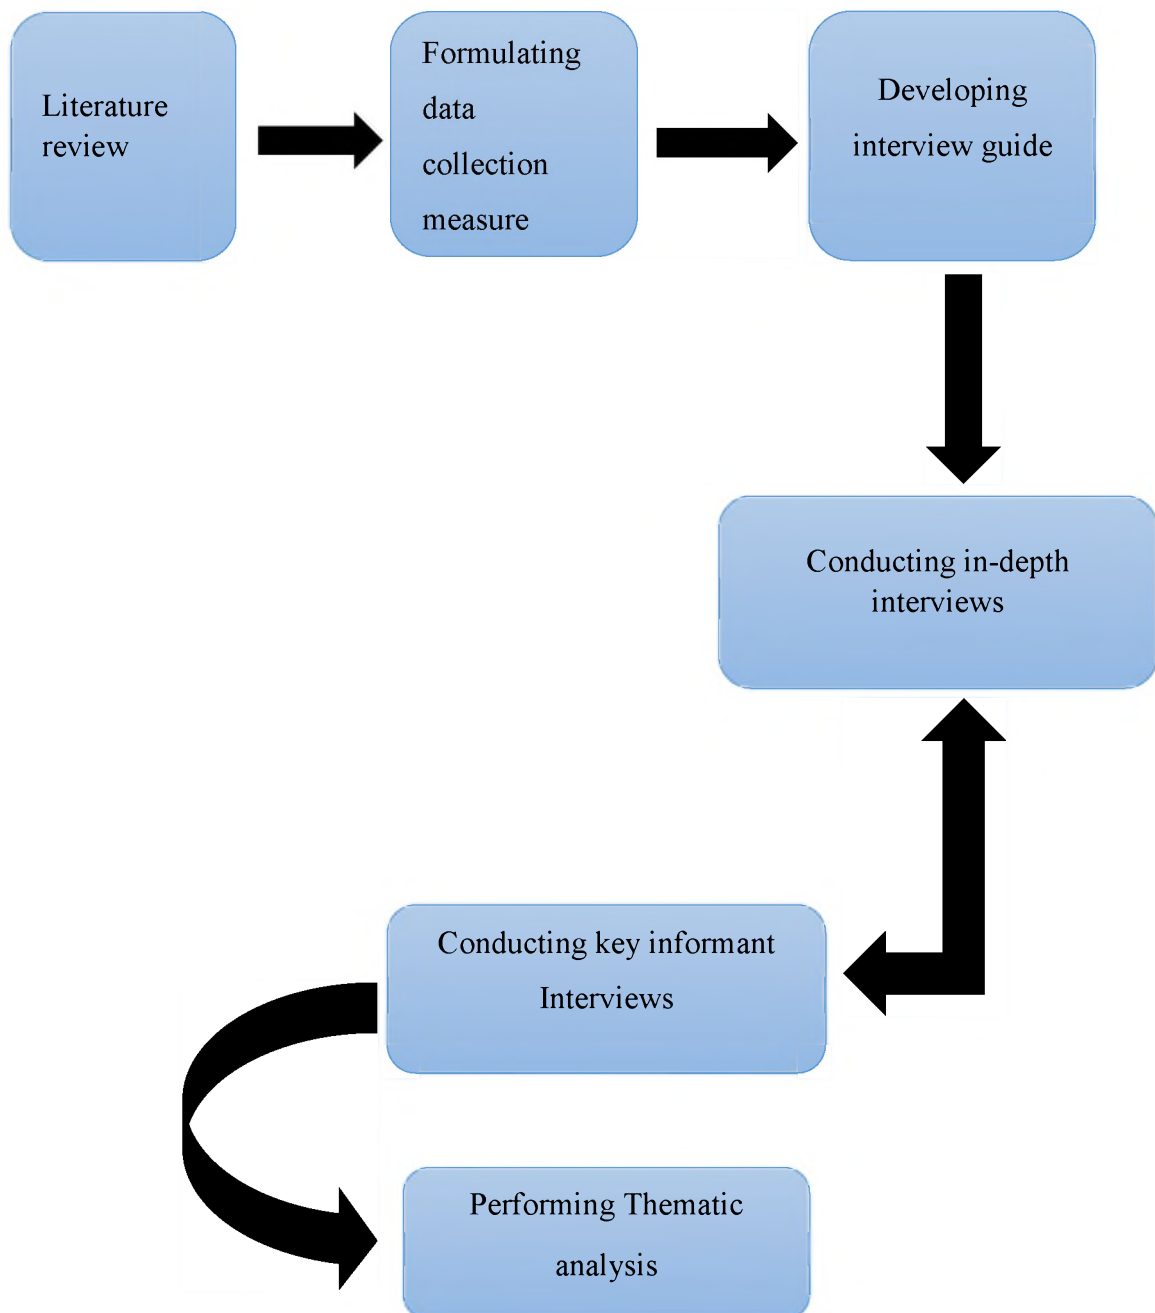 Literature
review
Formulating
data
collection
measure
Developing
interview guide
Conducting in-depth
interviews
Conducting key informant
Interviews
Performing Thematic
analysis